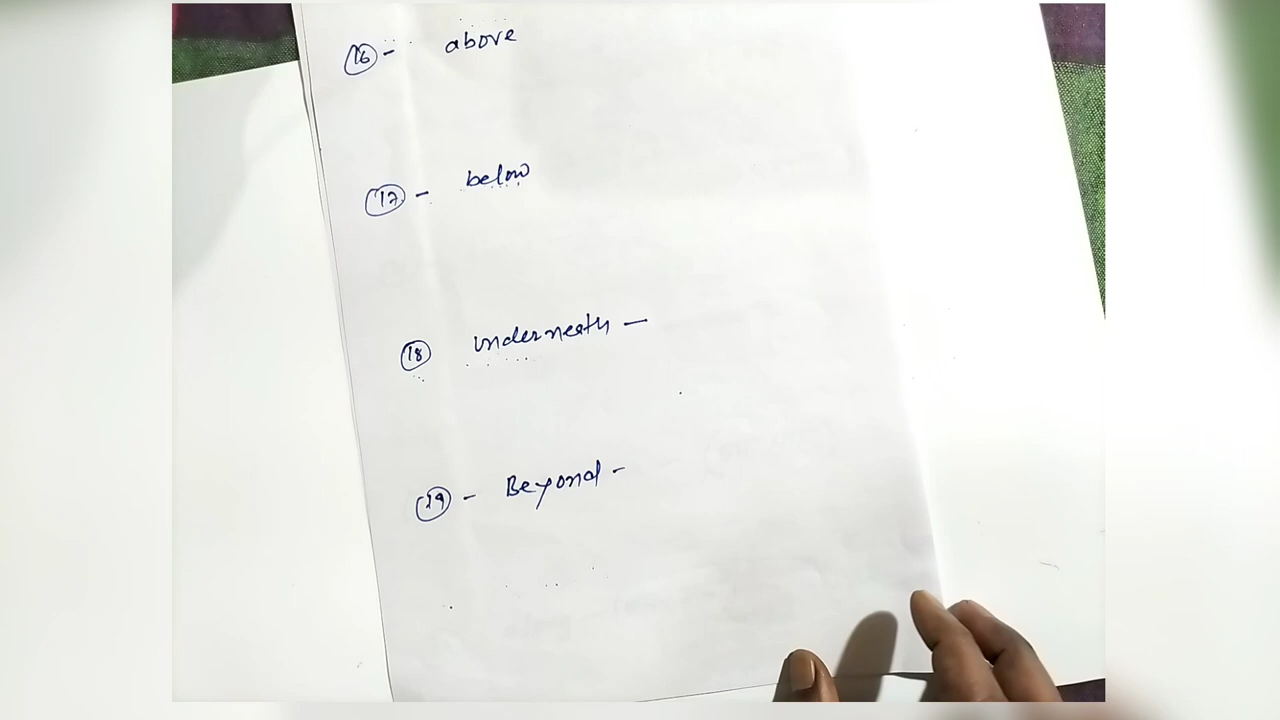 16 - above
17 - below
18 underneath -
19 - Beyond -